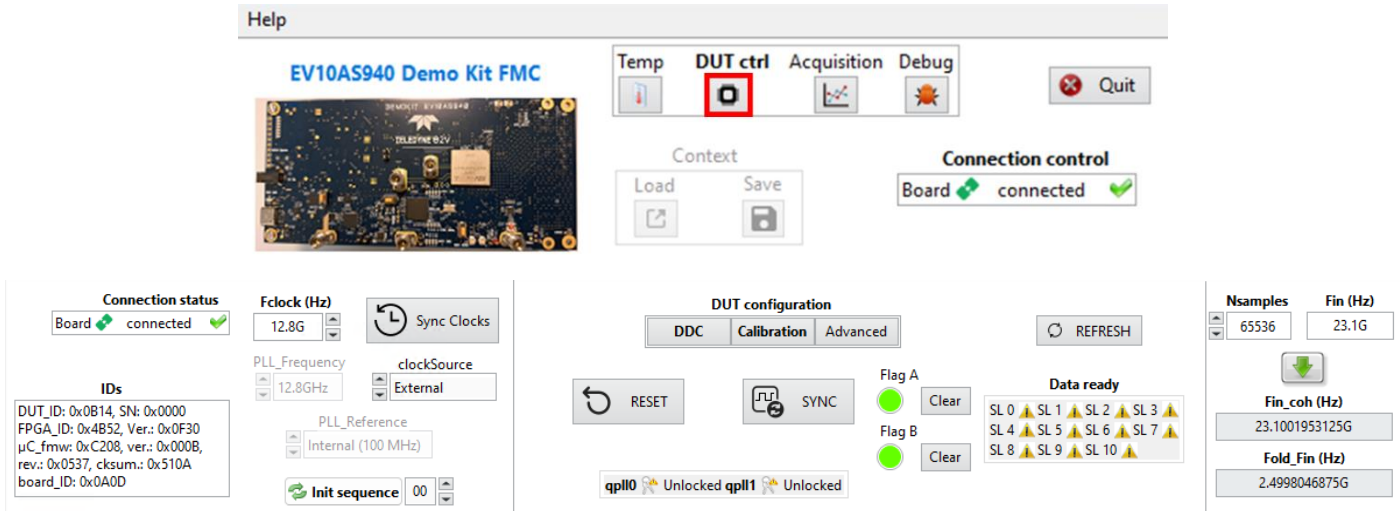 Help
EV10AS940 Demo Kit FMC
DEMOKIT EV10AS940
TELEDYNE e2V
Temp DUT ctrl Acquisition Debug
Quit
Context
Load Save
Connection control
Board connected
Connection status
Board connected
IDs
DUT_ID: 0x0B14, SN: 0x0000
FPGA_ID: 0x4B52, Ver.: 0x0F30
µC_fmw: 0xC208, ver.: 0x000B,
rev.: 0x0537, cksum.: 0x510A
board_ID: 0x0A0D
Fclock (Hz)
12.8G
Sync Clocks
PLL_Frequency
12.8GHz
clockSource
External
PLL_Reference
Internal (100 MHz)
Init sequence 00
DUT configuration
DDC Calibration Advanced
REFRESH
RESET
SYNC
Flag A
Clear
Flag B
Clear
Data ready
SL 0 SL 1 SL 2 SL 3
SL 4 SL 5 SL 6 SL 7
SL 8 SL 9 SL 10
qpll0 Unlocked qpll1 Unlocked
Nsamples Fin (Hz)
65536 23.1G
Fin_coh (Hz)
23.1001953125G
Fold_Fin (Hz)
2.4998046875G